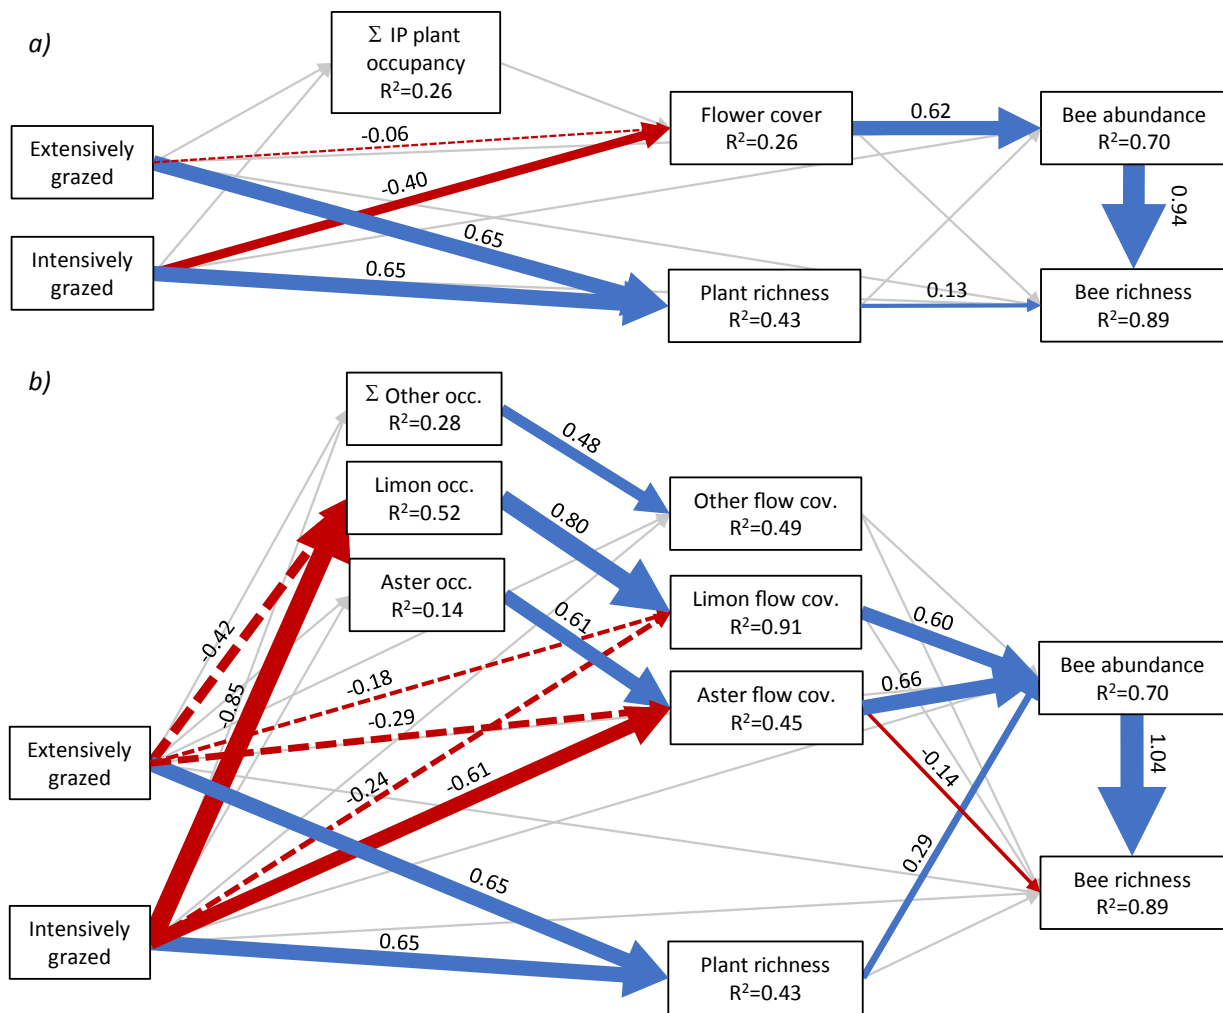 a)
Σ IP plant
occupancy
R²=0.26
Extensively
grazed
Intensively
grazed
-0.06
-0.40
0.65
0.65
Flower cover
R²=0.26
Plant richness
R²=0.43
0.62
0.13
Bee abundance
R²=0.70
0.94
Bee richness
R²=0.89
b)
Σ Other occ.
R²=0.28
Limon occ.
R²=0.52
Aster occ.
R²=0.14
0.48
0.80
0.61
Other flow cov.
R²=0.49
Limon flow cov.
R²=0.91
Aster flow cov.
R²=0.45
-0.42
-0.85
-0.18
-0.29
-0.24
-0.61
Extensively
grazed
Intensively
grazed
0.65
0.65
Plant richness
R²=0.43
0.60
0.66
-0.14
0.29
Bee abundance
R²=0.70
1.04
Bee richness
R²=0.89